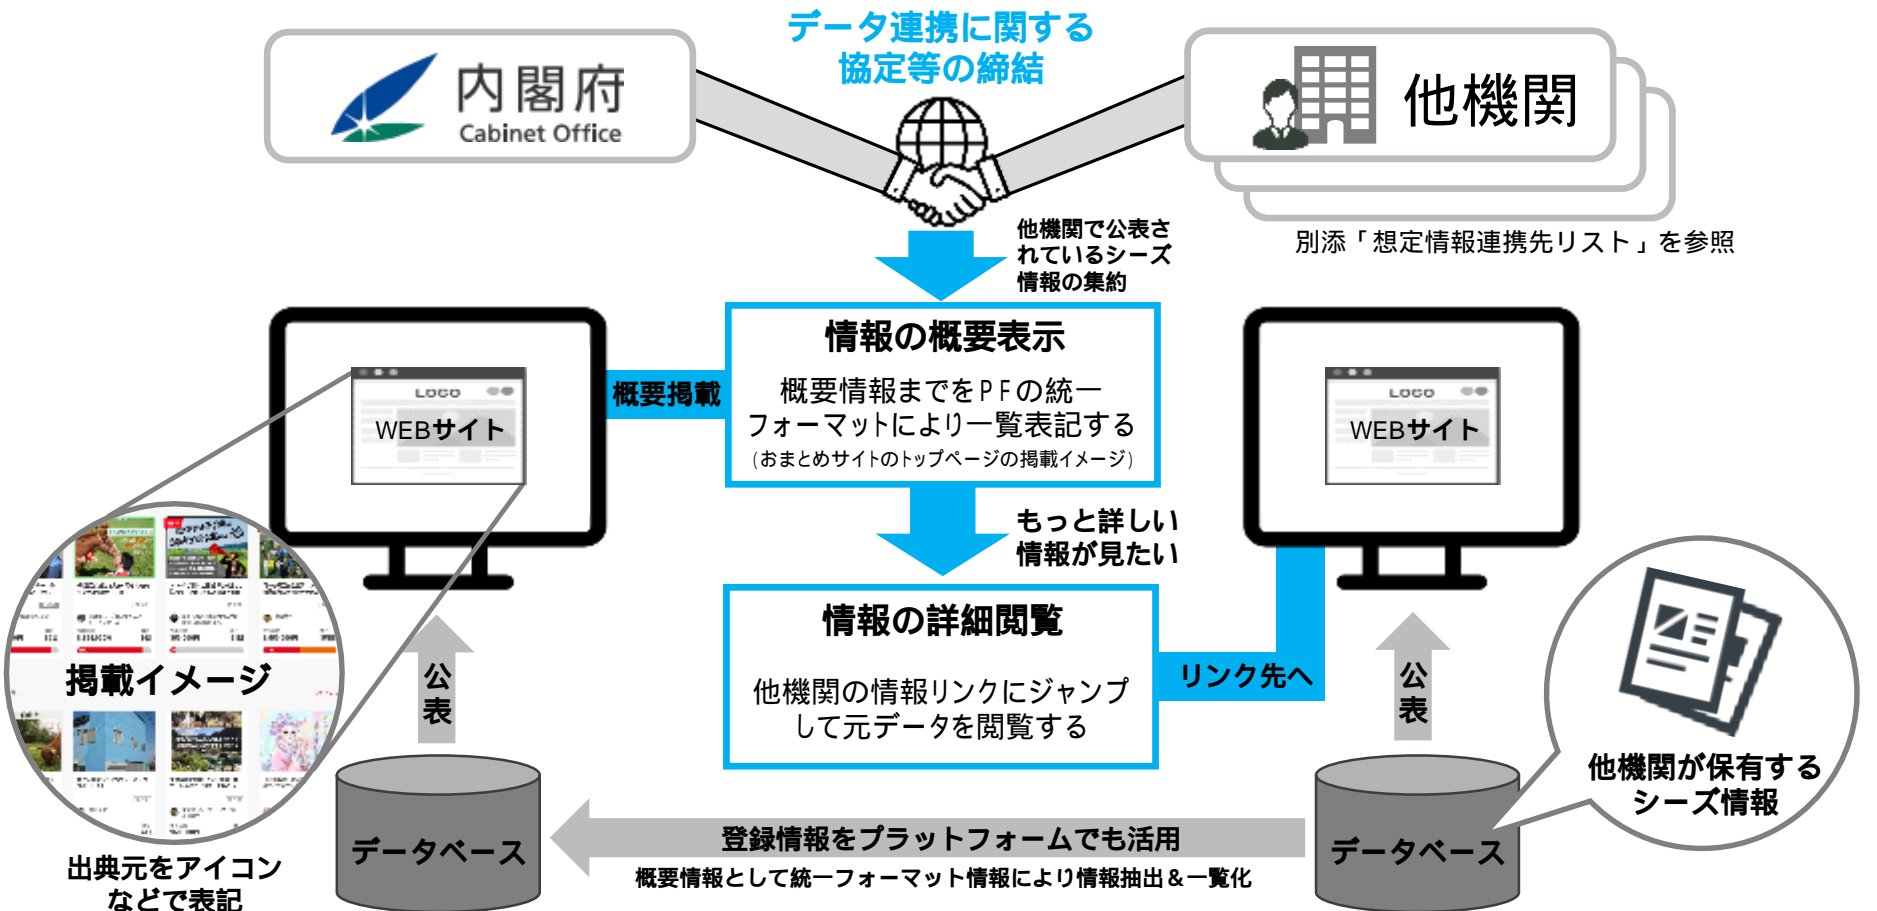 データ連携に関する
協定等の締結
内閣府
Cabinet Office
他機関
別添「想定情報連携先リスト」を参照
他機関で公表さ
れているシーズ
情報の集約
情報の概要表示
概要情報までをPFの統一
フォーマットにより一覧表記する
(おまとめサイトのトップページの掲載イメージ)
概要掲載
LOGO
WEBサイト
LOGO
WEBサイト
もっと詳しい
情報が見たい
情報の詳細閲覧
他機関の情報リンクにジャンプ
して元データを閲覧する
リンク先へ
掲載イメージ
出典元をアイコン
などで表記
公表
公表
他機関が保有する
シーズ情報
データベース
データベース
登録情報をプラットフォームでも活用
概要情報として統一フォーマット情報により情報抽出&一覧化